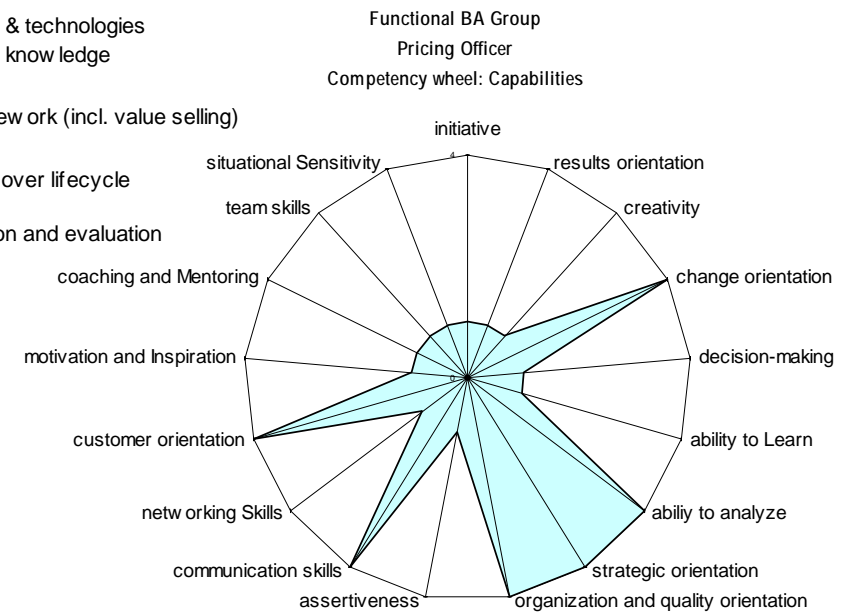 & technologies
know ledge
ew ork (incl. value selling)
over lifecycle
on and evaluation
Functional BA Group
Pricing Officer
Competency wheel: Capabilities
initiative
4
situational Sensitivity
results orientation
team skills
creativity
coaching and Mentoring
change orientation
motivation and Inspiration
decision-making
0
customer orientation
ability to Learn
netw orking Skills
abiliy to analyze
communication skills
strategic orientation
assertiveness
organization and quality orientation